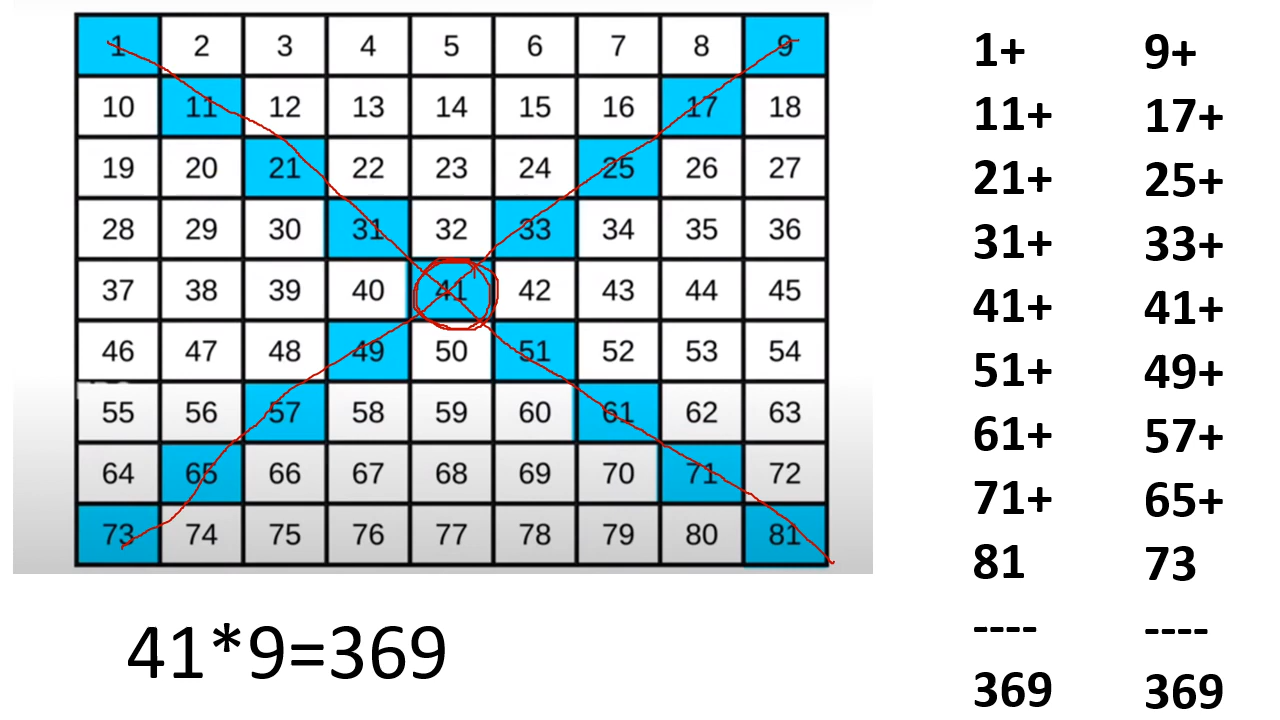 1 2 3 4 5 6 7 8 9
10 11 12 13 14 15 16 17 18
19 20 21 22 23 24 25 26 27
28 29 30 31 32 33 34 35 36
37 38 39 40 41 42 43 44 45
46 47 48 49 50 51 52 53 54
55 56 57 58 59 60 61 62 63
64 65 66 67 68 69 70 71 72
73 74 75 76 77 78 79 80 81
41*9=369
1+
11+
21+
31+
41+
51+
61+
71+
81
----
369
9+
17+
25+
33+
41+
49+
57+
65+
73
----
369